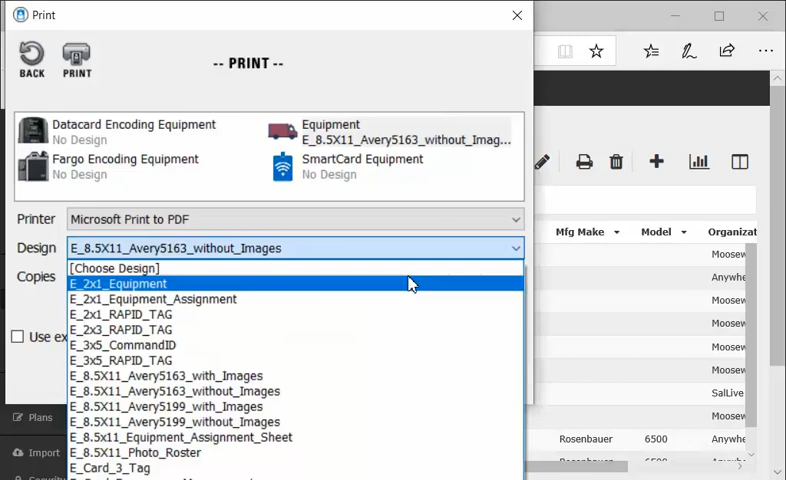 Print
BACK
PRINT
-- PRINT --
Datacard Encoding Equipment
No Design
Equipment
E_8.5X11_Avery5163_without_Imag...
Fargo Encoding Equipment
No Design
SmartCard Equipment
No Design
Printer
Microsoft Print to PDF
Design
E_8.5X11_Avery5163_without_Images
Copies
[Choose Design]
E_2x1_Equipment
E_2x1_Equipment_Assignment
E_2x1_RAPID_TAG
E_2x3_RAPID_TAG
E_3x5_CommandID
E_3x5_RAPID_TAG
E_8.5X11_Avery5163_with_Images
E_8.5X11_Avery5163_without_Images
E_8.5X11_Avery5199_with_Images
E_8.5X11_Avery5199_without_Images
E_8.5x11_Equipment_Assignment_Sheet
E_8.5X11_Photo_Roster
E_Card_3_Tag
Use ex
Plans
Import
Mfg Make
Model
Organizat
Moosew
Anywhe
Moosew
Moosew
Moosew
Moosew
SalLive
Moosew
Rosenbauer
6500
Anywhe